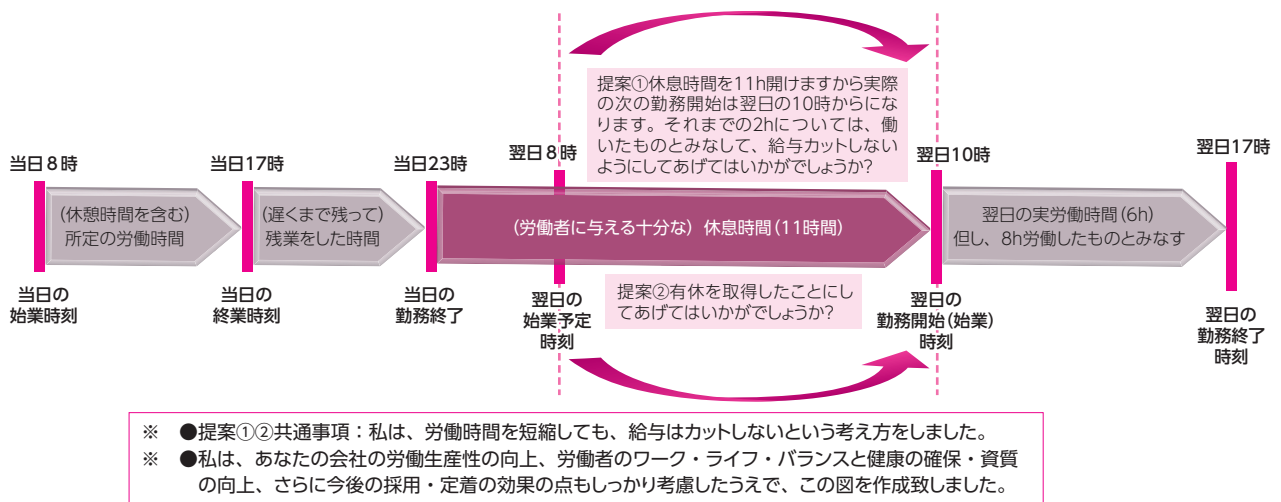 提案①休息時間を11h開けますから実際
の次の勤務開始は翌日の10時からにな
ります。それまでの2hについては、働
いたものとみなして、給与カットしない
ようにしてあげてはいかがでしょうか?
当日8時
当日17時
当日23時
翌日8時
翌日10時
翌日17時
(休憩時間を含む)
所定の労働時間
(遅くまで残って)
残業をした時間
(労働者に与える十分な) 休息時間(11時間)
翌日の実労働時間(6h)
但し、8h労働したものとみなす
当日の
始業時刻
当日の
終業時刻
当日の
勤務終了
翌日の
始業予定
時刻
提案②有休を取得したことにし
てあげてはいかがでしょうか?
翌日の
勤務開始(始業)
時刻
翌日の
勤務終了
時刻
※ ●提案①②共通事項:私は、労働時間を短縮しても、給与はカットしないという考え方をしました。
※ ●私は、あなたの会社の労働生産性の向上、労働者のワーク・ライフ・バランスと健康の確保・資質
の向上、さらに今後の採用・定着の効果の点もしっかり考慮したうえで、この図を作成致しました。